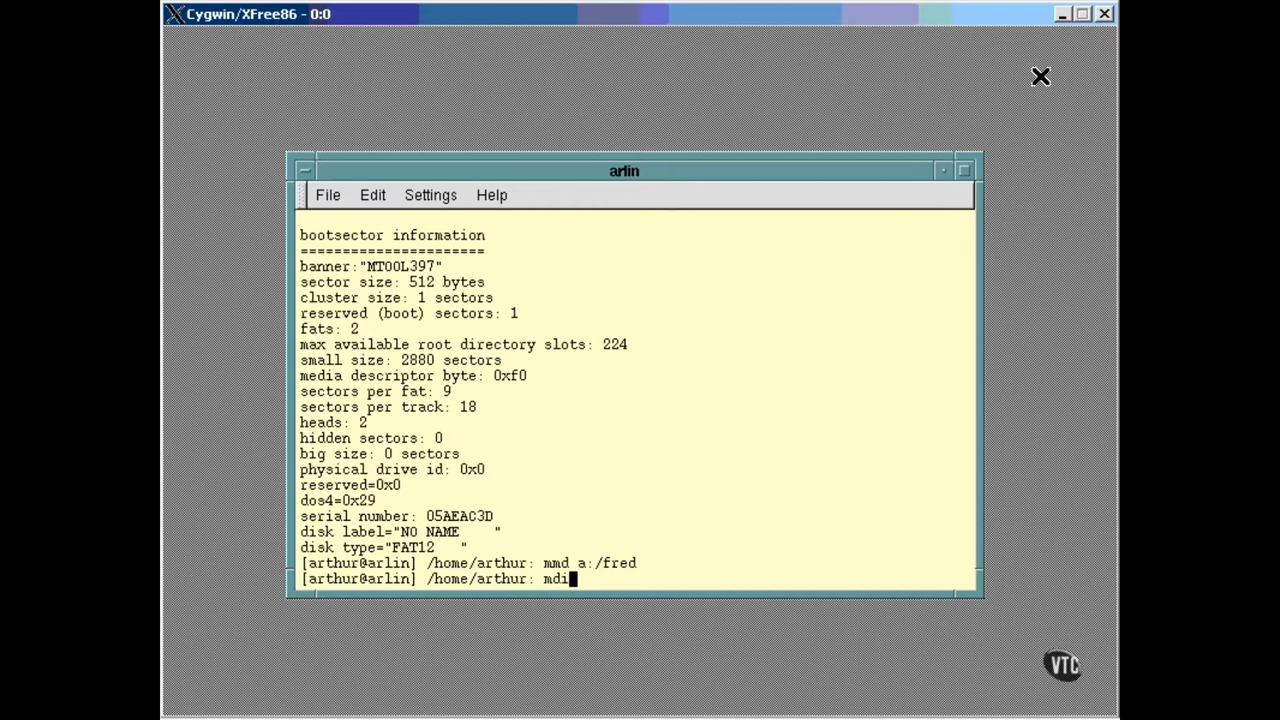 Cygwin/XFree86 - 0:0
arlin
File Edit Settings Help
bootsector information
======================
banner:"MTOOL397"
sector size: 512 bytes
cluster size: 1 sectors
reserved (boot) sectors: 1
fats: 2
max available root directory slots: 224
small size: 2880 sectors
media descriptor byte: 0xf0
sectors per fat: 9
sectors per track: 18
heads: 2
hidden sectors: 0
big size: 0 sectors
physical drive id: 0x0
reserved=0x0
dos4=0x29
serial number: 05AEAC3D
disk label="NO NAME    "
disk type="FAT12   "
[arthur@arlin] /home/arthur: mmd a:/fred
[arthur@arlin] /home/arthur: mdi
VTC